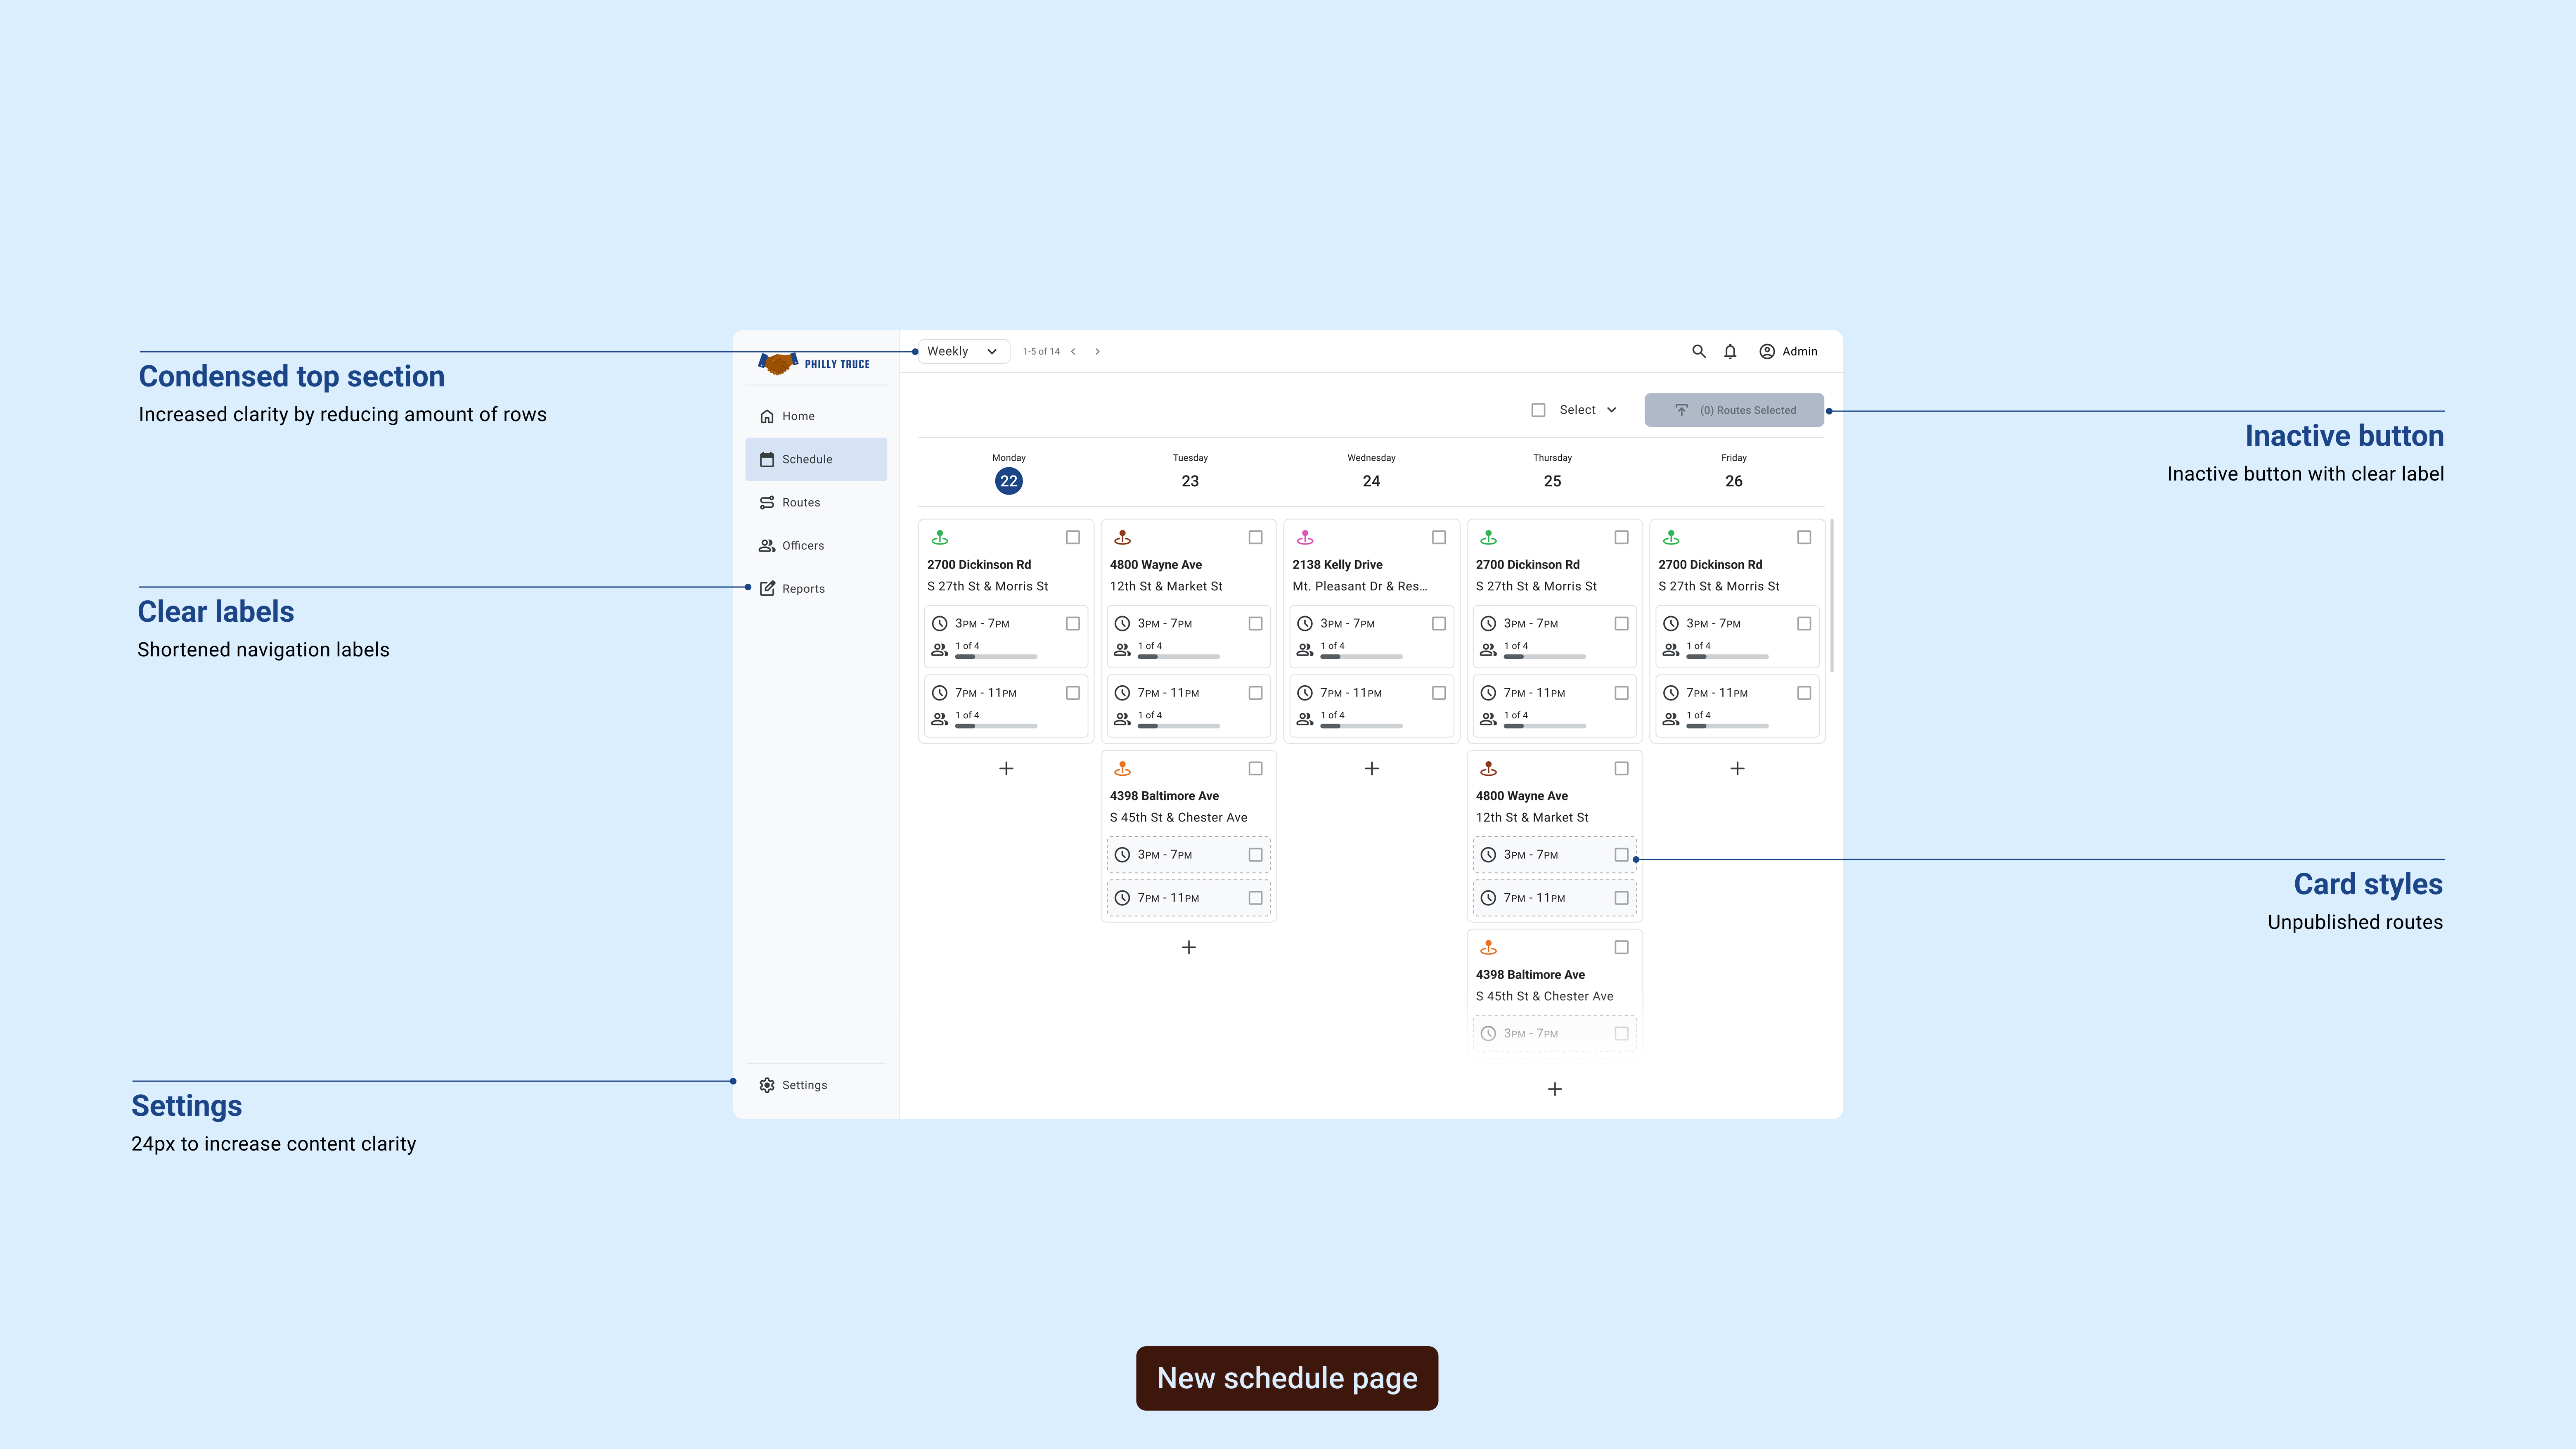 Condensed top section
Increased clarity by reducing amount of rows
Clear labels
Shortened navigation labels
Settings
24px to increase content clarity
PHILLY TRUCE
Home
Schedule
Routes
Officers
Reports
Settings
Weekly
1-5 of 14
Admin
Select
(0) Routes Selected
Monday
22
Tuesday
23
Wednesday
24
Thursday
25
Friday
26
2700 Dickinson Rd
S 27th St & Morris St
3PM - 7PM
1 of 4
7PM - 11PM
1 of 4
4800 Wayne Ave
12th St & Market St
3PM - 7PM
1 of 4
7PM - 11PM
1 of 4
4398 Baltimore Ave
S 45th St & Chester Ave
3PM - 7PM
7PM - 11PM
2138 Kelly Drive
Mt. Pleasant Dr & Res...
3PM - 7PM
1 of 4
7PM - 11PM
1 of 4
2700 Dickinson Rd
S 27th St & Morris St
3PM - 7PM
1 of 4
7PM - 11PM
1 of 4
4800 Wayne Ave
12th St & Market St
3PM - 7PM
7PM - 11PM
4398 Baltimore Ave
S 45th St & Chester Ave
3PM - 7PM
2700 Dickinson Rd
S 27th St & Morris St
3PM - 7PM
1 of 4
7PM - 11PM
1 of 4
Inactive button
Inactive button with clear label
Card styles
Unpublished routes
New schedule page